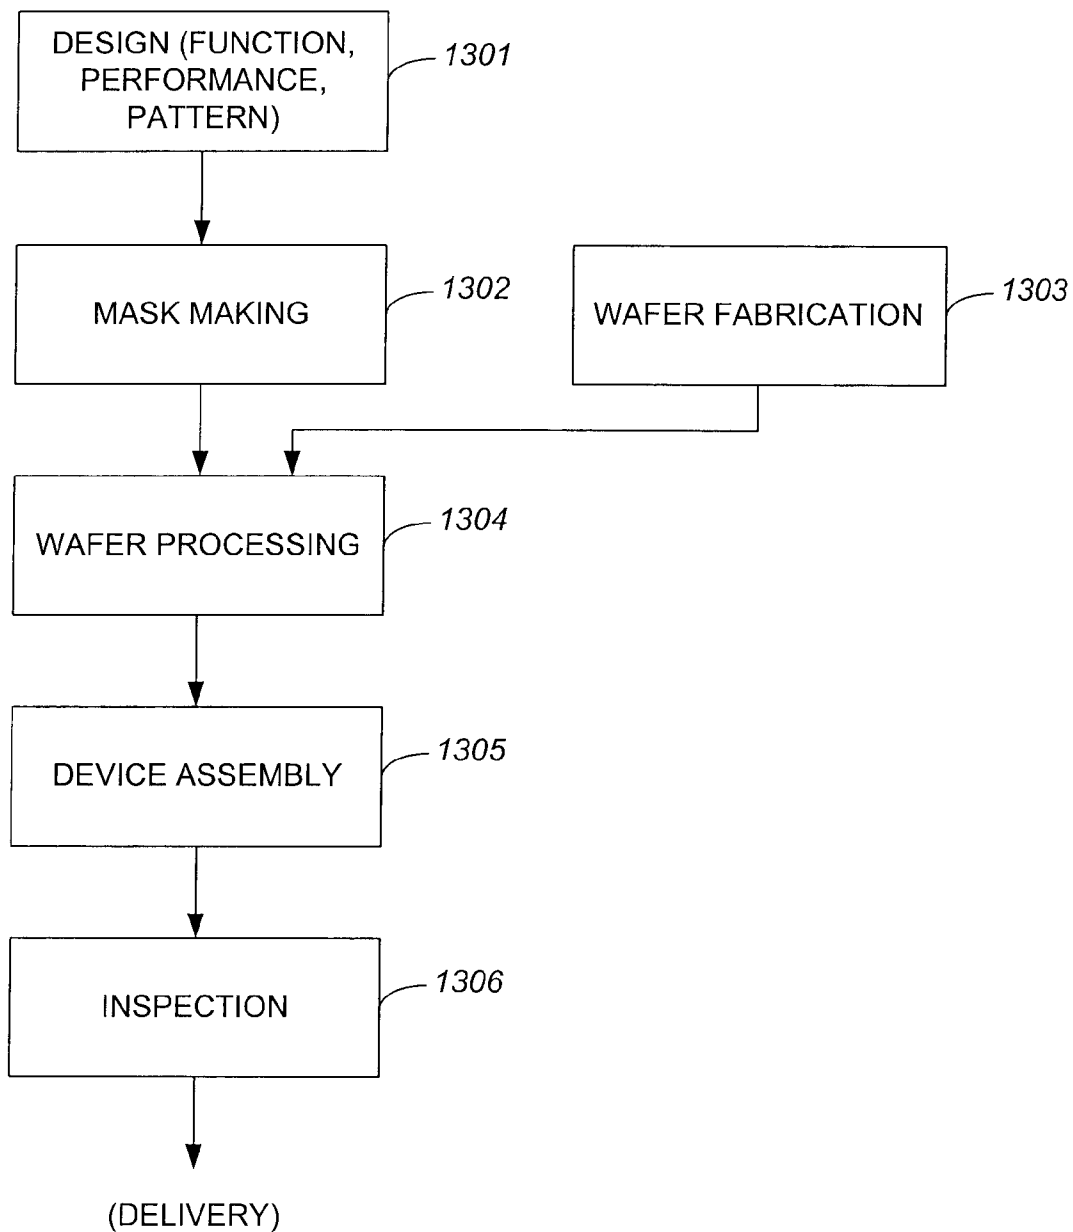 DESIGN (FUNCTION,
PERFORMANCE,
PATTERN)
1301
MASK MAKING
1302
WAFER FABRICATION
1303
WAFER PROCESSING
1304
DEVICE ASSEMBLY
1305
INSPECTION
1306
(DELIVERY)